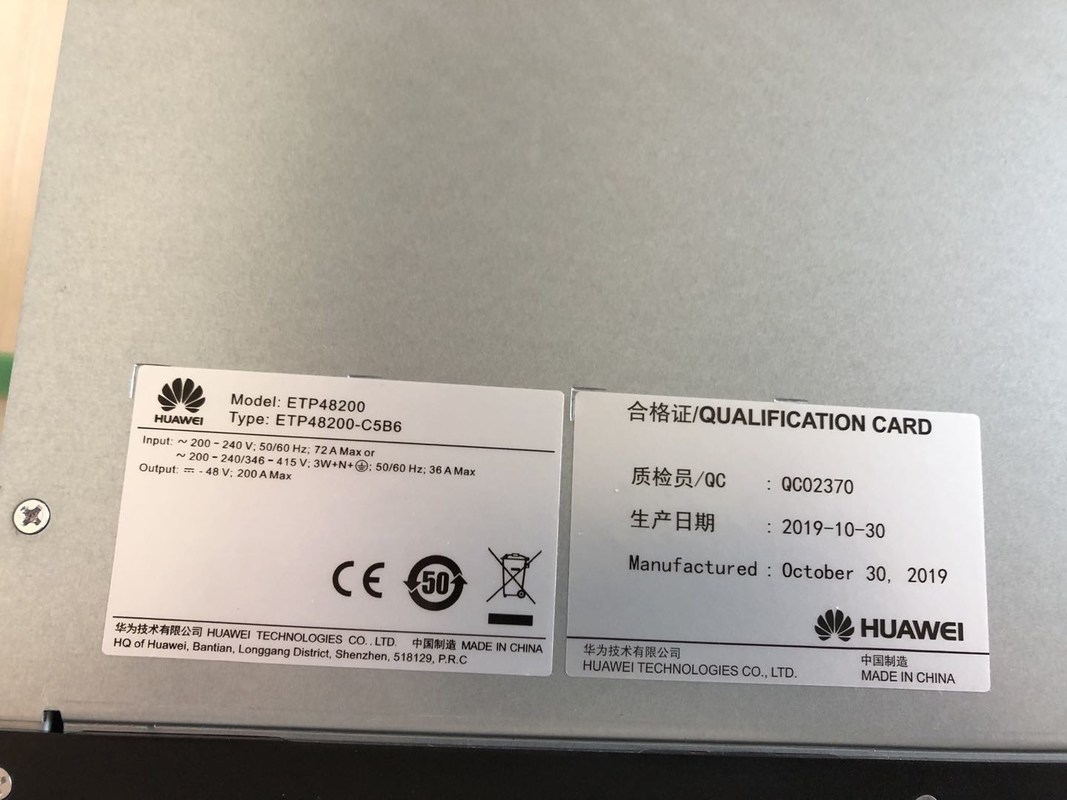 HUAWEI
Model: ETP48200
Type: ETP48200-C5B6
Input: ~ 200 - 240 V; 50/60 Hz; 72 A Max or
~ 200 - 240/346 - 415 V; 3W+N+⏚; 50/60 Hz; 36 A Max
Output: ⎓ - 48 V; 200 A Max
CE
50
华为技术有限公司 HUAWEI TECHNOLOGIES CO., LTD. 中国制造 MADE IN CHINA
HQ of Huawei, Bantian, Longgang District, Shenzhen, 518129, P.R.C
合格证/QUALIFICATION CARD
质检员/QC : QC02370
生产日期 : 2019-10-30
Manufactured : October 30, 2019
HUAWEI
华为技术有限公司 中国制造
HUAWEI TECHNOLOGIES CO., LTD. MADE IN CHINA